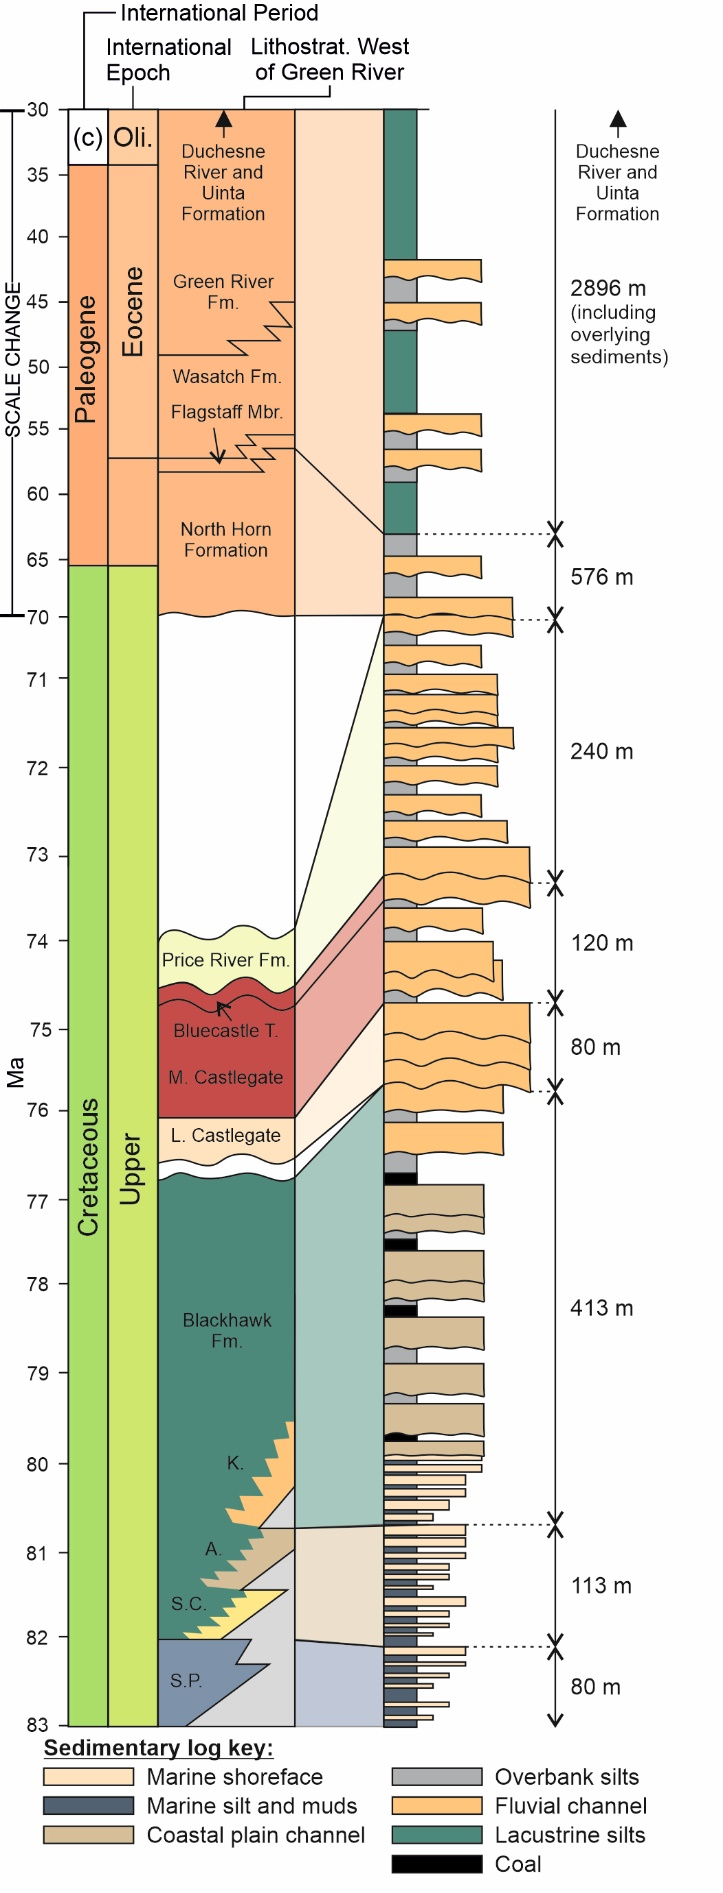 International Period
International
Epoch
Lithostrat. West
of Green River
30
35
40
45
50
55
60
65
70
71
72
73
74
75
76
77
78
79
80
81
82
83
SCALE CHANGE
Ma
(c)
Oli.
Paleogene
Eocene
Cretaceous
Upper
Duchesne
River and
Uinta
Formation
Green River
Fm.
Wasatch Fm.
Flagstaff Mbr.
North Horn
Formation
Price River Fm.
Bluecastle T.
M. Castlegate
L. Castlegate
Blackhawk
Fm.
K.
A.
S.C.
S.P.
Duchesne
River and
Uinta
Formation
2896 m
(including
overlying
sediments)
576 m
240 m
120 m
80 m
413 m
113 m
80 m
Sedimentary log key:
Marine shoreface
Marine silt and muds
Coastal plain channel
Overbank silts
Fluvial channel
Lacustrine silts
Coal